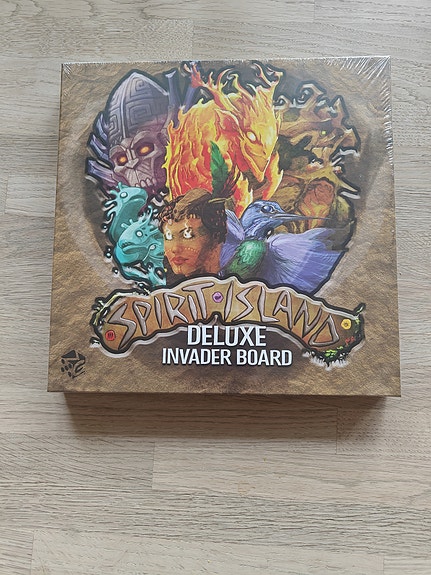 SPIRIT ISLAND
DELUXE
INVADER BOARD